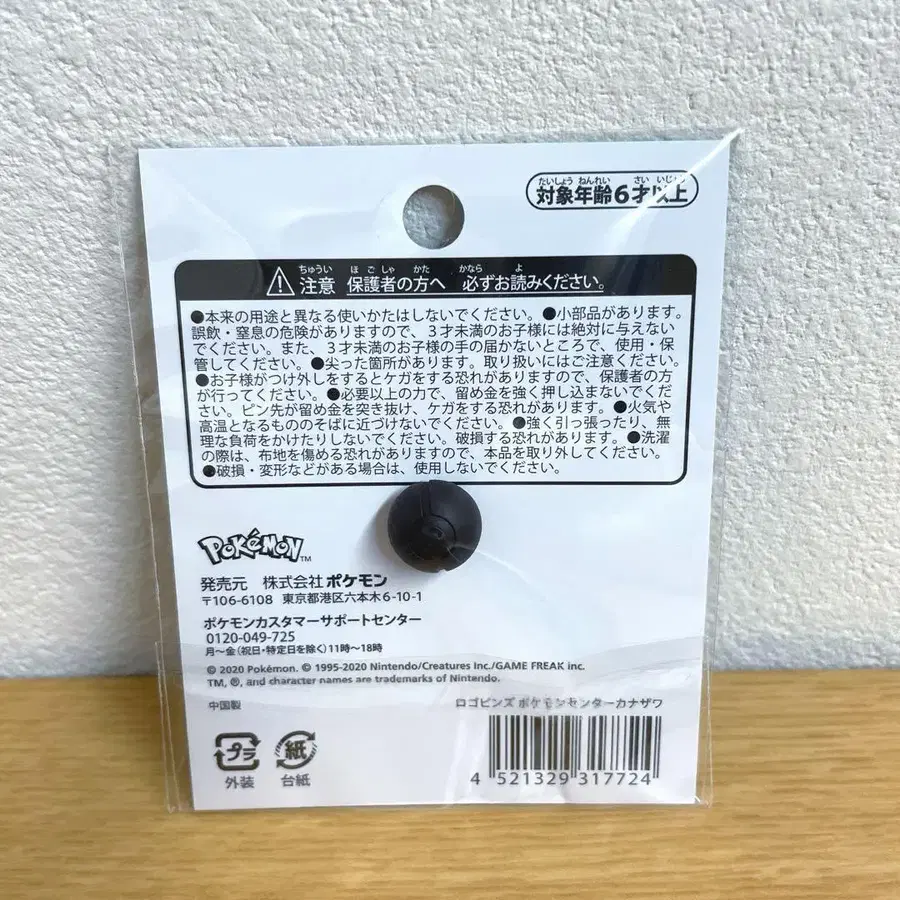 たいしょう ねんれい さい いじょう
対象年齢6才以上
ちゅうい ほごしゃ かた かなら よ
注意 保護者の方へ 必ずお読みください。
●本来の用途と異なる使いかたはしないでください。●小部品があります。
誤飲・窒息の危険がありますので、3才未満のお子様には絶対に与えない
でください。また、3才未満のお子様の手の届かないところで、使用・保
管してください。●尖った箇所があります。取り扱いにはご注意ください。
●お子様がつけ外しをするとケガをする恐れがありますので、保護者の方
が行ってください。●必要以上の力で、留め金を強く押し込まないでくだ
さい。ピン先が留め金を突き抜け、ケガをする恐れがあります。●火気や
高温となるもののそばに近づけないでください。●強く引っ張ったり、無
理な負荷をかけたりしないでください。破損する恐れがあります。●洗濯
の際は、布地を傷める恐れがありますので、本品を取り外してください。
●破損・変形などがある場合は、使用しないでください。
POKéMON™
発売元 株式会社ポケモン
〒106-6108 東京都港区六本木6-10-1
ポケモンカスタマーサポートセンター
0120-049-725
月〜金(祝日・特定日を除く)11時〜18時
© 2020 Pokémon. © 1995-2020 Nintendo/Creatures Inc./GAME FREAK inc.
TM, ®, and character names are trademarks of Nintendo.
中国製
ロゴピンズ ポケモンセンターカナザワ
プラ
外装
紙
台紙
4 521329 317724